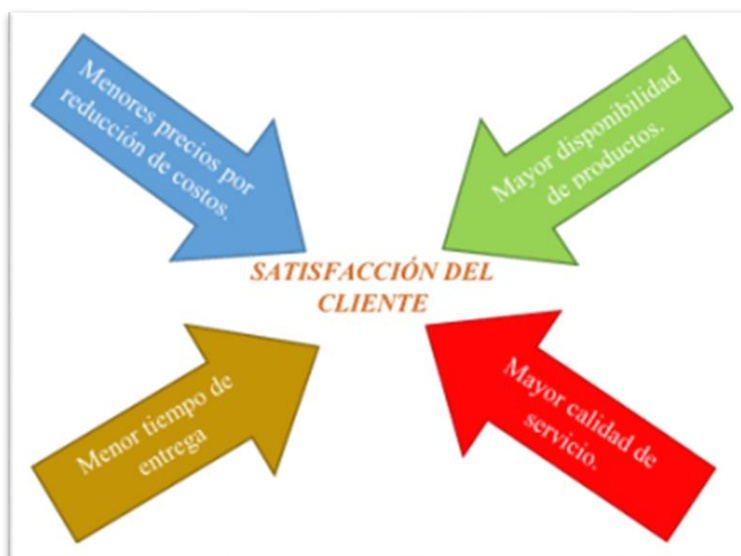 Menores precios por
reducción de costos.
Mayor disponibilidad
de productos.
SATISFACCIÓN DEL
CLIENTE
Menor tiempo de
entrega
Mayor calidad de
servicio.